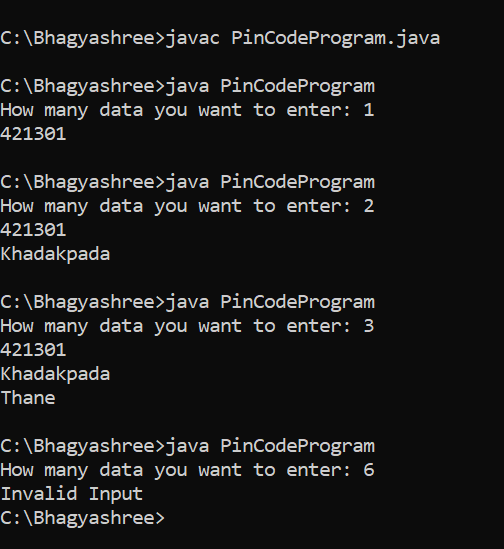 C:\Bhagyashree>javac PinCodeProgram.java
C:\Bhagyashree>java PinCodeProgram
How many data you want to enter: 1
421301
C:\Bhagyashree>java PinCodeProgram
How many data you want to enter: 2
421301
Khadakpada
C:\Bhagyashree>java PinCodeProgram
How many data you want to enter: 3
421301
Khadakpada
Thane
C:\Bhagyashree>java PinCodeProgram
How many data you want to enter: 6
Invalid Input
C:\Bhagyashree>